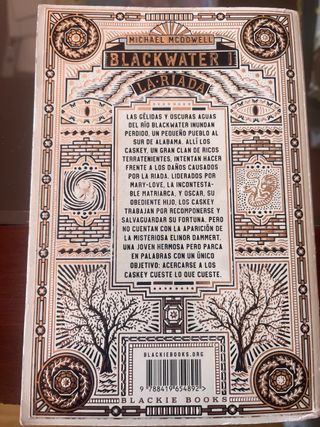 MICHAEL MCDOWELL
BLACKWATER I
LA RIADA
LAS GÉLIDAS Y OSCURAS AGUAS
DEL RÍO BLACKWATER INUNDAN
PERDIDO, UN PEQUEÑO PUEBLO AL
SUR DE ALABAMA. ALLÍ LOS
CASKEY, UN GRAN CLAN DE RICOS
TERRATENIENTES, INTENTAN HACER
FRENTE A LOS DAÑOS CAUSADOS
POR LA RIADA. LIDERADOS POR
MARY-LOVE, LA INCONTESTA-
BLE MATRIARCA, Y OSCAR, SU
OBEDIENTE HIJO, LOS CASKEY
TRABAJAN POR RECOMPONERSE Y
SALVAGUARDAR SU FORTUNA. PERO
NO CUENTAN CON LA APARICIÓN DE
LA MISTERIOSA ELINOR DAMMERT,
UNA JOVEN HERMOSA PERO PARCA
EN PALABRAS CON UN ÚNICO
OBJETIVO: ACERCARSE A LOS
CASKEY CUESTE LO QUE CUESTE.
BLACKIEBOOKS.ORG
9 788419 654892 >
BLACKIE BOOKS